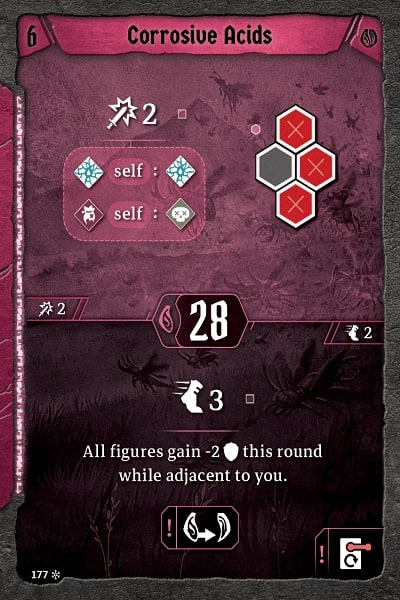 6 Corrosive Acids
2
self :
self :
2
28
2
3
All figures gain -2 this round
while adjacent to you.
!
!
177